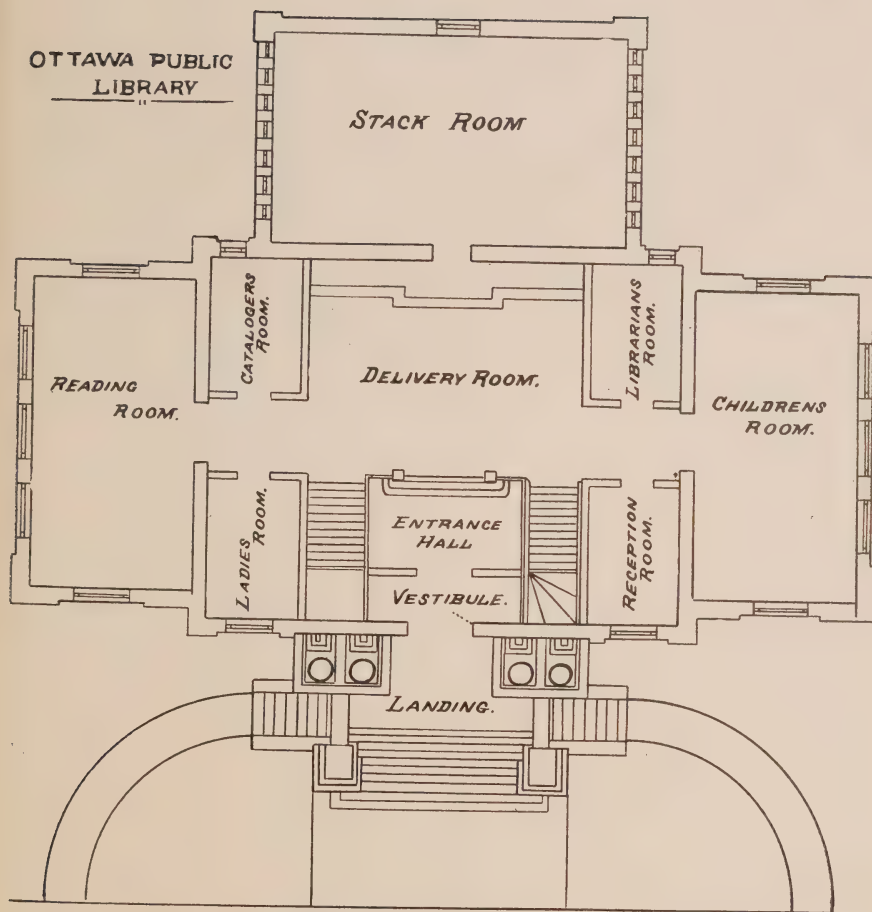 OTTAWA PUBLIC
LIBRARY
STACK ROOM
CATALOGERS
ROOM.
LIBRARIANS
ROOM
READING
ROOM.
DELIVERY ROOM.
CHILDRENS
ROOM.
LADIES
ROOM.
ENTRANCE
HALL
RECEPTION
ROOM.
VESTIBULE.
LANDING.